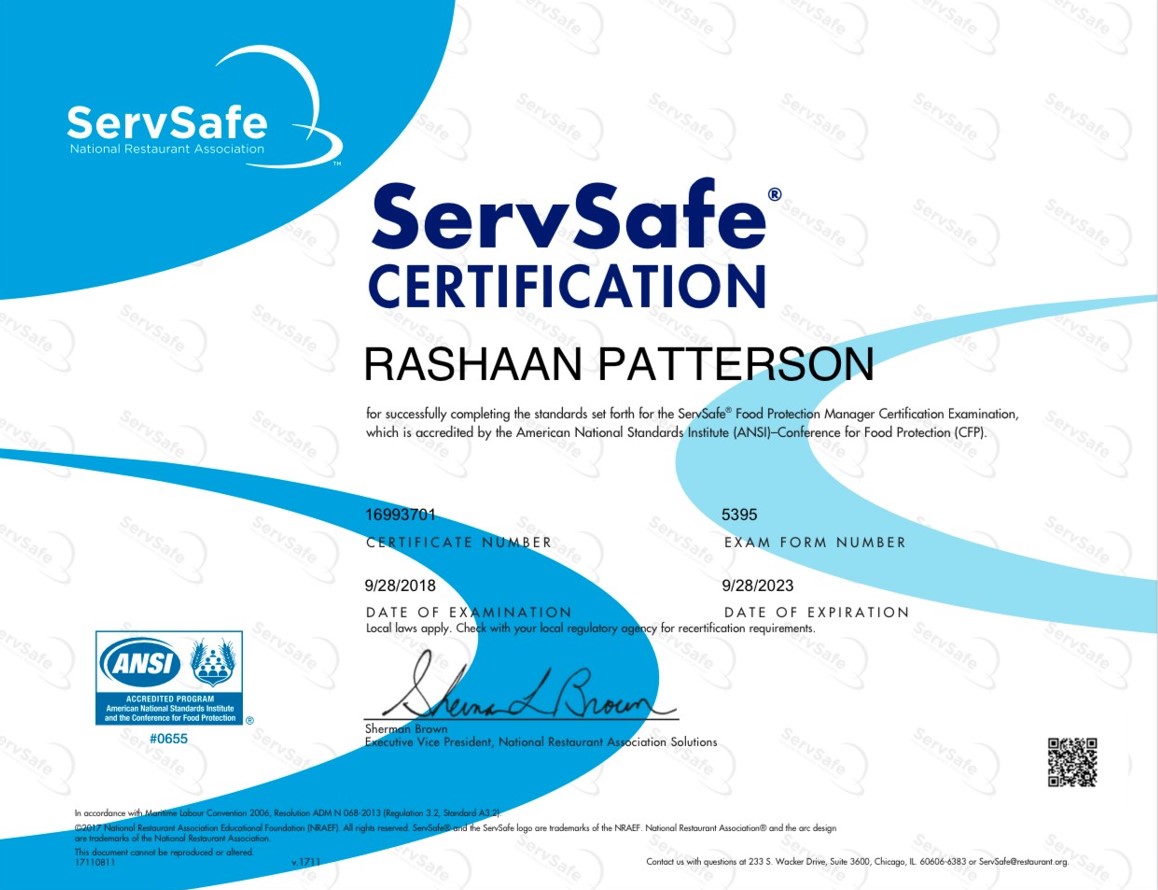 ServSafe
National Restaurant Association
™
ServSafe®
CERTIFICATION
RASHAAN PATTERSON
for successfully completing the standards set forth for the ServSafe® Food Protection Manager Certification Examination,
which is accredited by the American National Standards Institute (ANSI)–Conference for Food Protection (CFP).
16993701
5395
CERTIFICATE NUMBER
EXAM FORM NUMBER
9/28/2018
9/28/2023
DATE OF EXAMINATION
DATE OF EXPIRATION
Local laws apply. Check with your local regulatory agency for recertification requirements.
ANSI
ACCREDITED PROGRAM
American National Standards Institute
and the Conference for Food Protection
®
#0655
Sherman Brown
Executive Vice President, National Restaurant Association Solutions
In accordance with Maritime Labour Convention 2006, Resolution ADM N 068-2013 (Regulation 3.2, Standard A3.2).
©2017 National Restaurant Association Educational Foundation (NRAEF). All rights reserved. ServSafe® and the ServSafe logo are trademarks of the NRAEF. National Restaurant Association® and the arc design
are trademarks of the National Restaurant Association.
This document cannot be reproduced or altered.
17110811 v.1711
Contact us with questions at 233 S. Wacker Drive, Suite 3600, Chicago, IL 60606-6383 or ServSafe@restaurant.org.